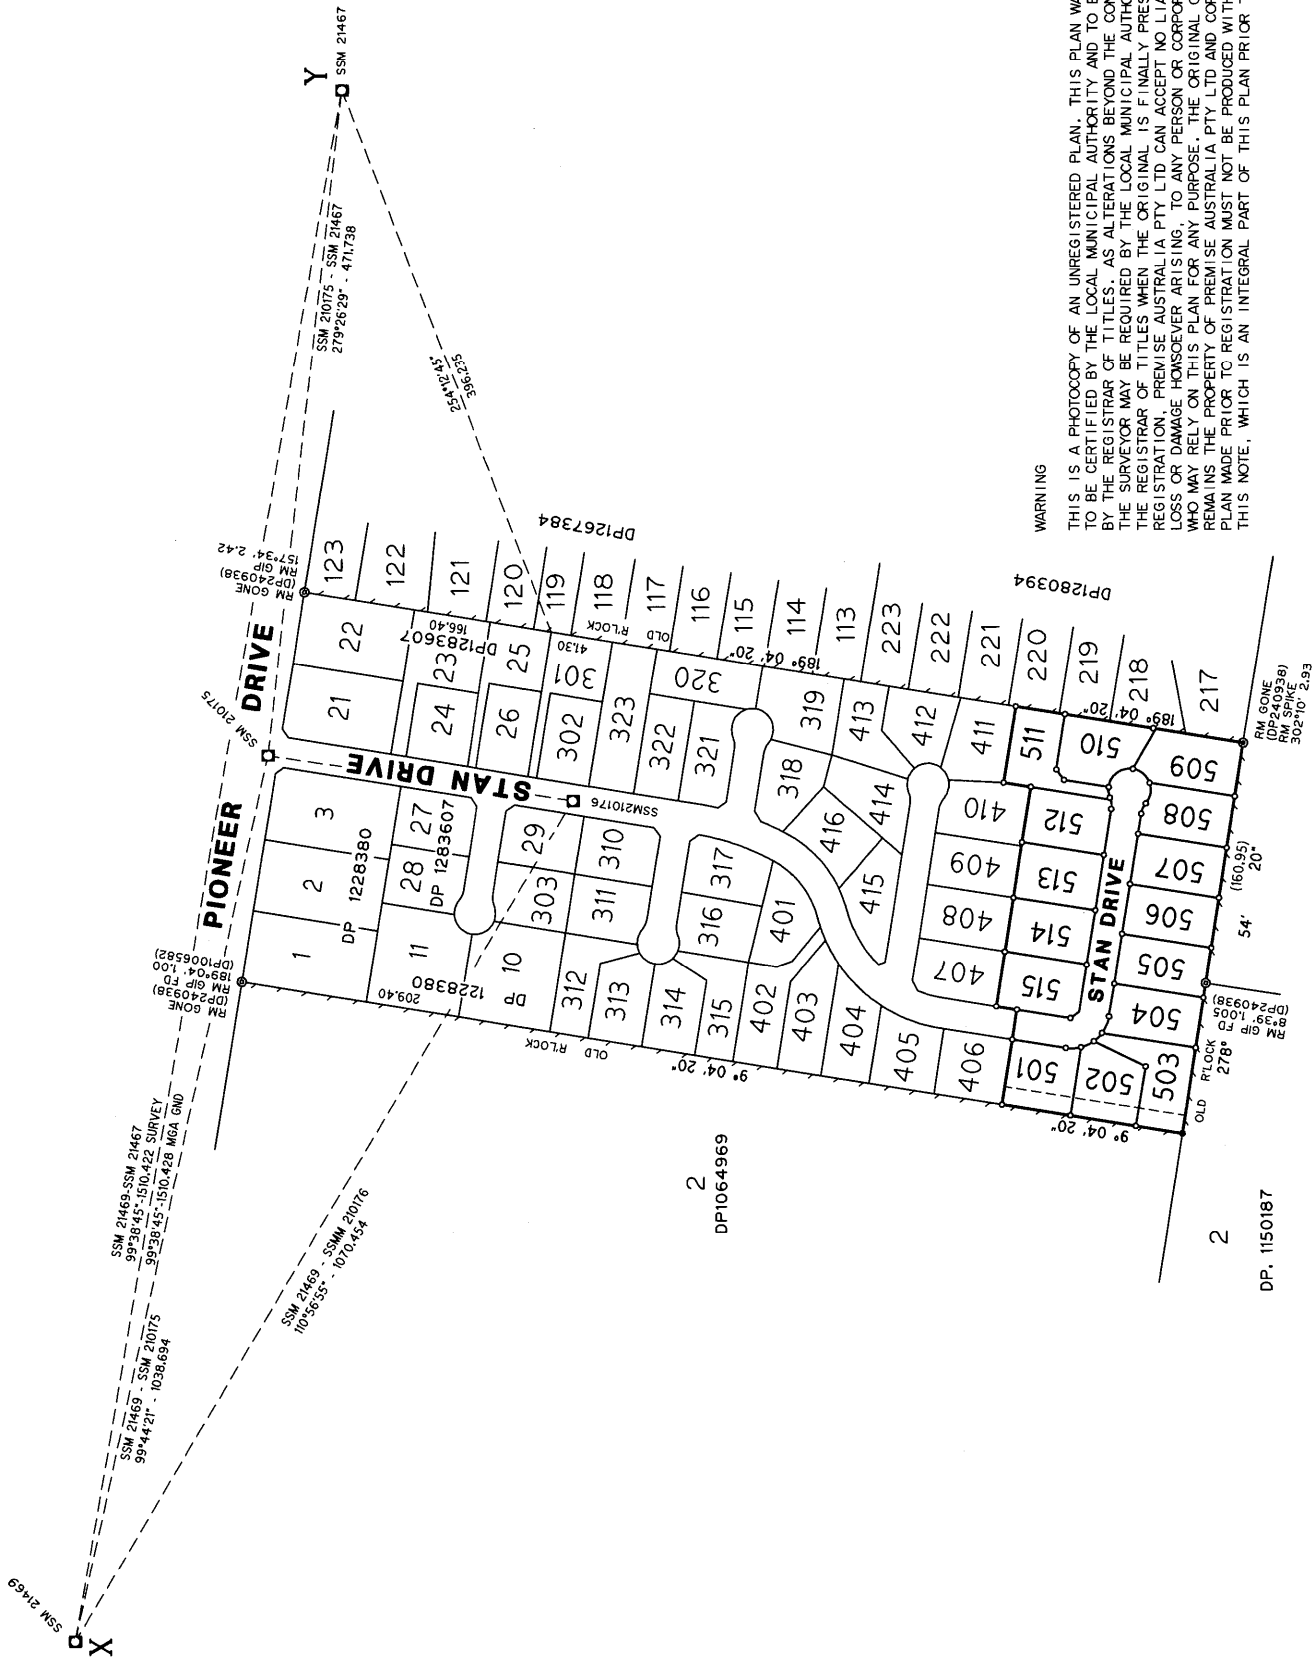 SSM 21469
X
Y
SSM 21467
SSM 21469-SSM 21467
99°38'45"-1510.422 SURVEY
99°38'45"-1510.428 MGA GND
SSM 21469 - SSM 210175
99°44'21" - 1038.694
SSM 21469 - SSMM 210176
110°56'55" - 1070.454
SSM 210175 - SSM 21467
279°26'29" - 471.738
254°12'45"
396.235
RM GONE
(DP240938)
RM GIP FD
189°04' 1.00
(DP1006582)
PIONEER DRIVE
SSM 210175
RM GONE
(DP240938)
RM GIP
157°34' 2.42
1
2
3
DP 1228380
21
22
123
122
121
120
119
118
117
116
115
114
113
DP1267384
11
28
27
DP 1283607
STAN DRIVE
24
23
166.40
DP1283607
26
25
209.40
10
DP 1228380
303
29
302
301
41.30
SSM210176
312
311
310
323
OLD R'LOCK
313
314
315
316
317
322
321
320
OLD R'LOCK
9° 04' 20"
189° 04' 20"
402
401
403
404
405
406
318
319
416
415
414
413
412
411
223
222
221
220
219
218
217
DP1280394
407
408
409
410
501
515
514
513
512
511
510
502
STAN DRIVE
503
504
505
506
507
508
509
9° 04' 20"
189° 04' 20"
OLD R'LOCK
278° 54' 20"
(160.95)
RM GIP FD
8°39' 1.005
(DP240938)
RM GONE
(DP240938)
RM SPIKE
302°10' 2.93
2
DP1064969
2
DP. 1150187
WARNING
THIS IS A PHOTOCOPY OF AN UNREGISTERED PLAN. THIS PLAN WA
TO BE CERTIFIED BY THE LOCAL MUNICIPAL AUTHORITY AND TO B
BY THE REGISTRAR OF TITLES. AS ALTERATIONS BEYOND THE CON
THE SURVEYOR MAY BE REQUIRED BY THE LOCAL MUNICIPAL AUTHO
THE REGISTRAR OF TITLES WHEN THE ORIGINAL IS FINALLY PRES
REGISTRATION, PREMISE AUSTRALIA PTY LTD CAN ACCEPT NO LIA
LOSS OR DAMAGE HOWSOEVER ARISING, TO ANY PERSON OR CORPOR
WHO MAY RELY ON THIS PLAN FOR ANY PURPOSE. THE ORIGINAL O
REMAINS THE PROPERTY OF PREMISE AUSTRALIA PTY LTD AND COP
PLAN MADE PRIOR TO REGISTRATION MUST NOT BE PRODUCED WITH
THIS NOTE, WHICH IS AN INTEGRAL PART OF THIS PLAN PRIOR T